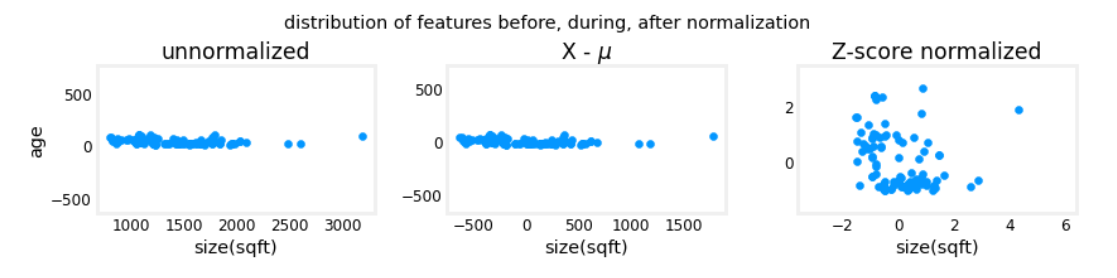 distribution of features before, during, after normalization
unnormalized
X - μ
Z-score normalized
age
500
0
−500
1000 1500 2000 2500 3000
size(sqft)
500
0
−500
−500 0 500 1000 1500
size(sqft)
2
0
−2 0 2 4 6
size(sqft)